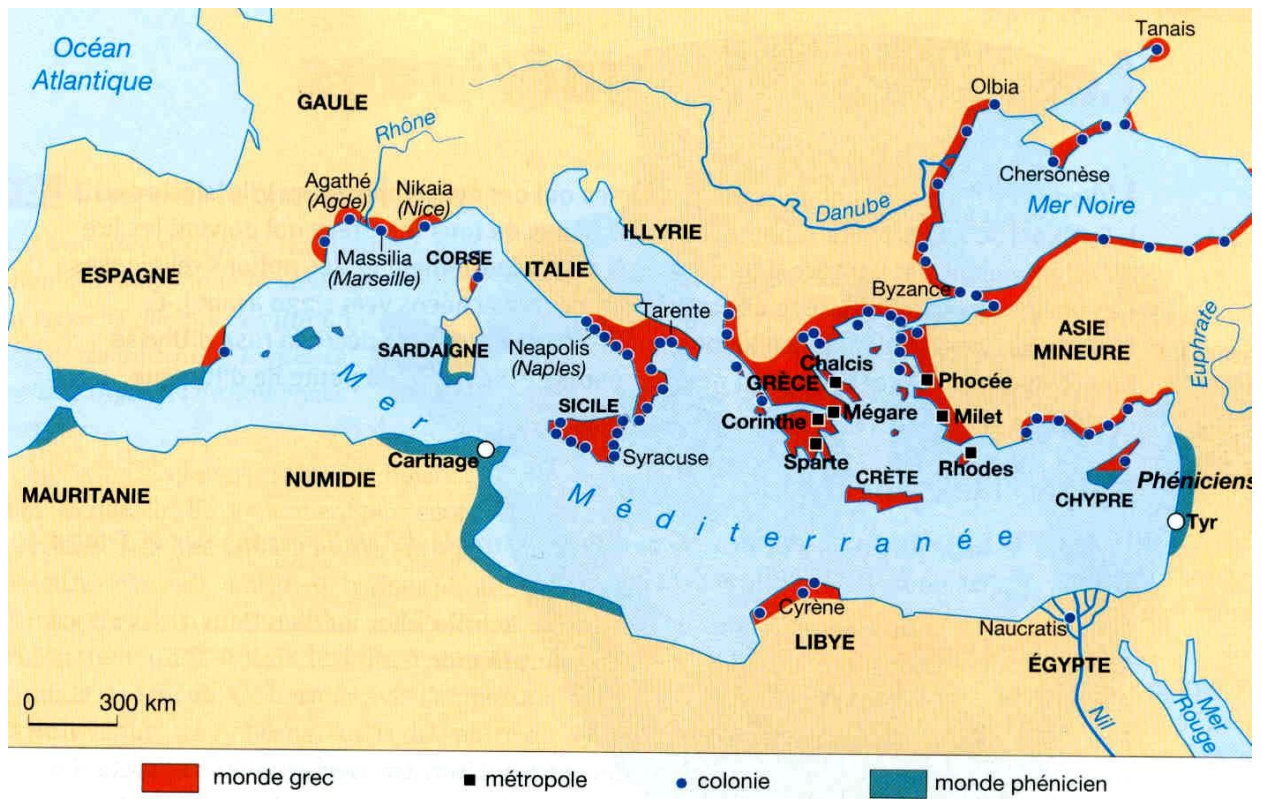 Océan
Atlantique
GAULE
Rhône
Agathé
(Agde)
Nikaia
(Nice)
Massilia
(Marseille)
CORSE
ESPAGNE
ITALIE
ILLYRIE
Danube
Tanais
Olbia
Chersonèse
Mer Noire
Byzance
ASIE
MINEURE
Euphrate
SARDAIGNE
Neapolis
(Naples)
Tarente
SICILE
Syracuse
Chalcis
GRÈCE
Phocée
Corinthe
Mégare
Milet
Sparte
Rhodes
CRÈTE
CHYPRE
Phéniciens
Tyr
Carthage
MAURITANIE
NUMIDIE
Mer
Méditerranée
Cyrène
LIBYE
Naucratis
ÉGYPTE
Nil
Mer
Rouge
0 300 km
monde grec
métropole
colonie
monde phénicien